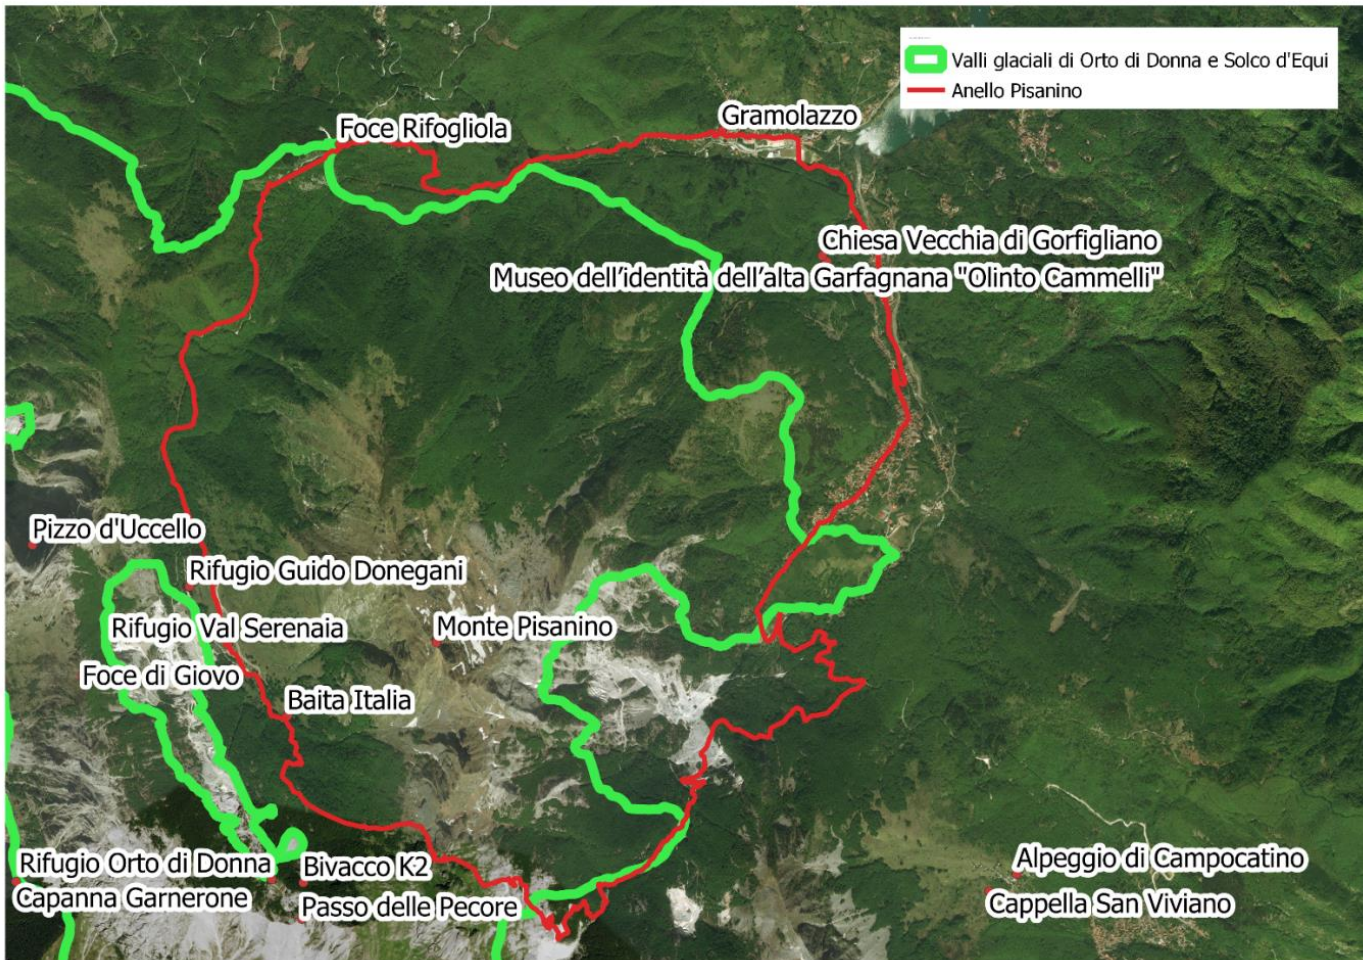 Valli glaciali di Orto di Donna e Solco d'Equi
Anello Pisanino
Gramolazzo
Foce Rifogliola
Chiesa Vecchia di Gorfigliano
Museo dell'identità dell'alta Garfagnana "Olinto Cammelli"
Pizzo d'Uccello
Rifugio Guido Donegani
Rifugio Val Serenaia
Monte Pisanino
Foce di Giovo
Baita Italia
Rifugio Orto di Donna
Bivacco K2
Alpeggio di Campocatino
Capanna Garnerone
Passo delle Pecore
Cappella San Viviano